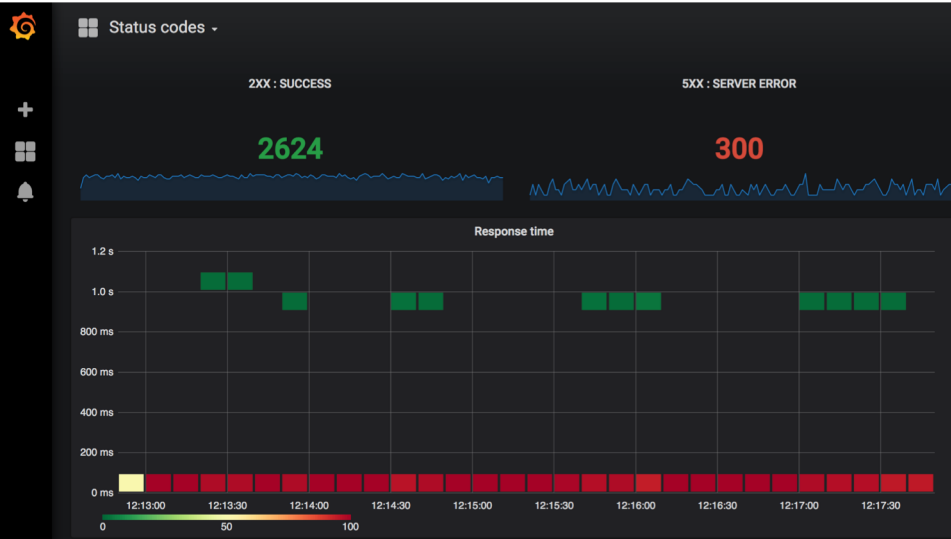 Status codes
2XX : SUCCESS
5XX : SERVER ERROR
2624
300
Response time
1.2 s
1.0 s
800 ms
600 ms
400 ms
200 ms
0 ms
12:13:00 12:13:30 12:14:00 12:14:30 12:15:00 12:15:30 12:16:00 12:16:30 12:17:00 12:17:30
0 50 100